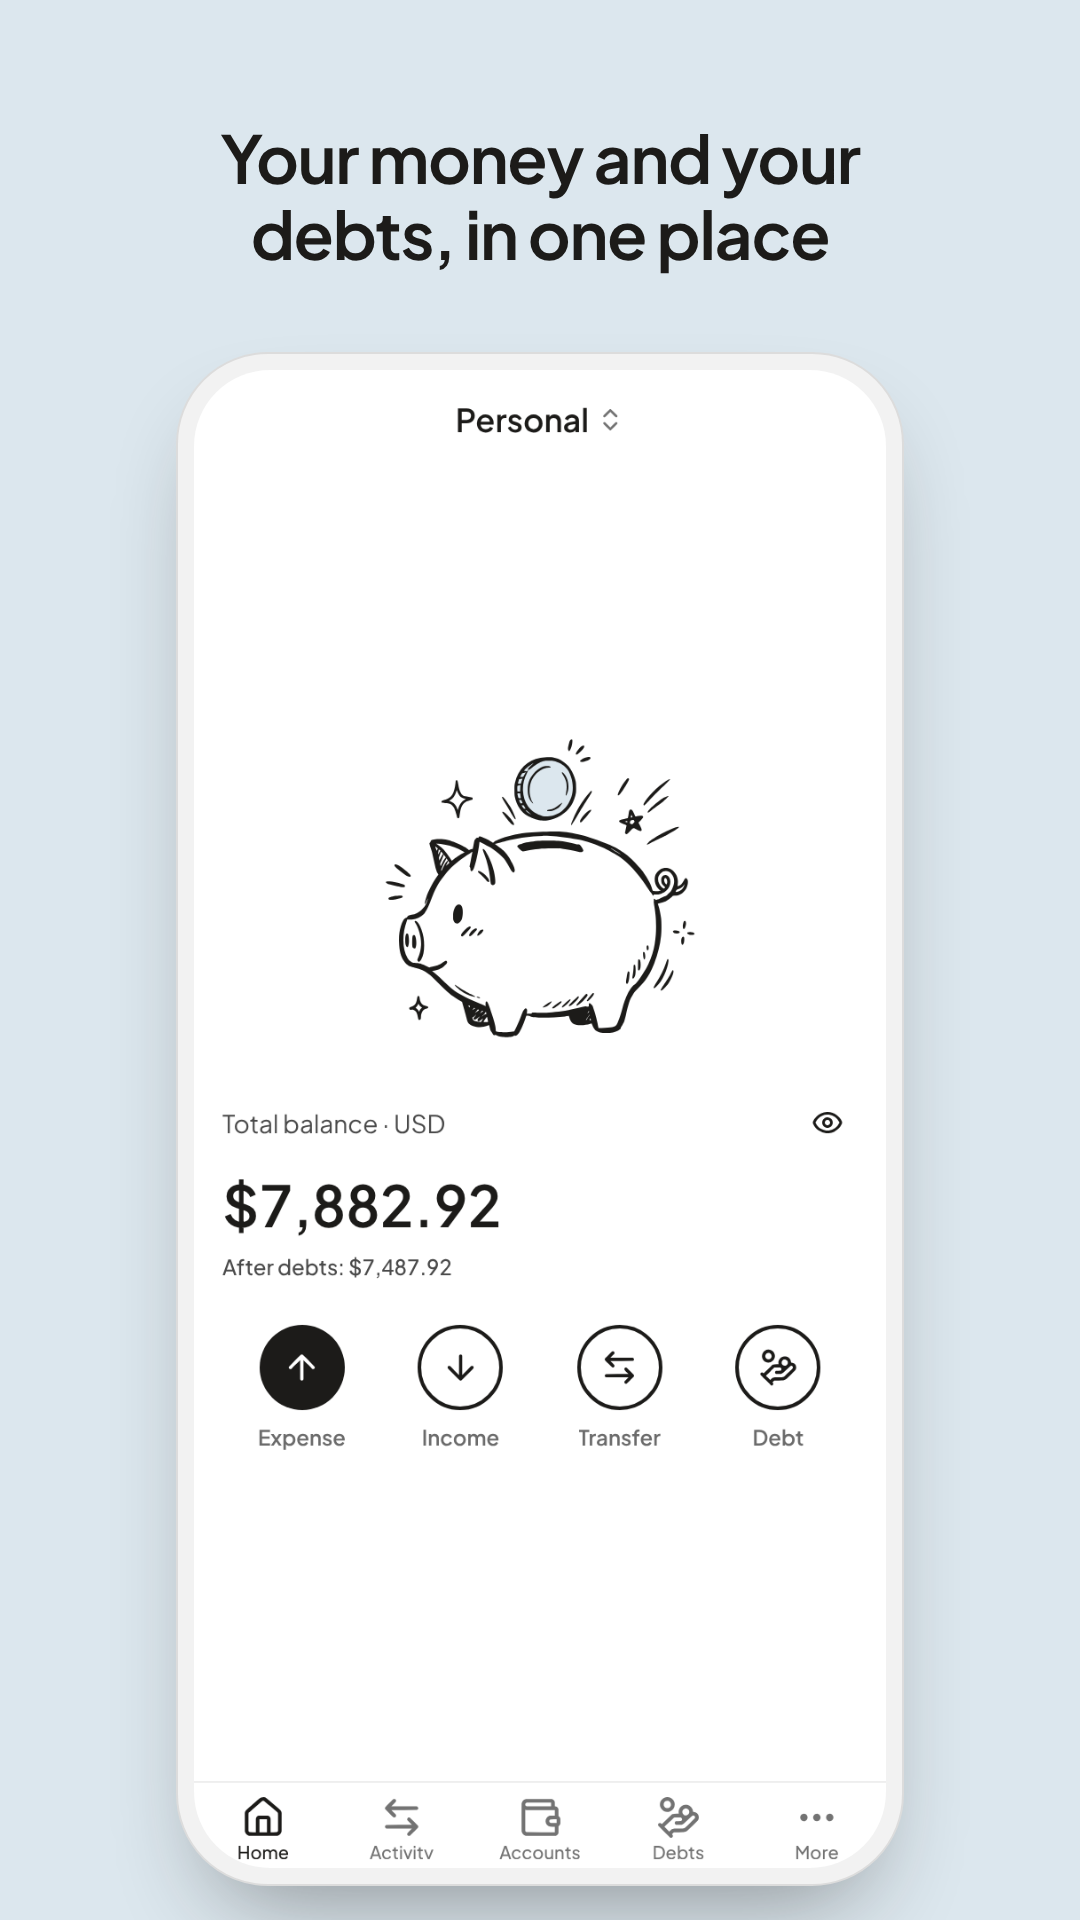 Your money and your
debts, in one place
Personal
Total balance · USD
$7,882.92
After debts: $7,487.92
Expense Income Transfer Debt
Home Activity Accounts Debts More